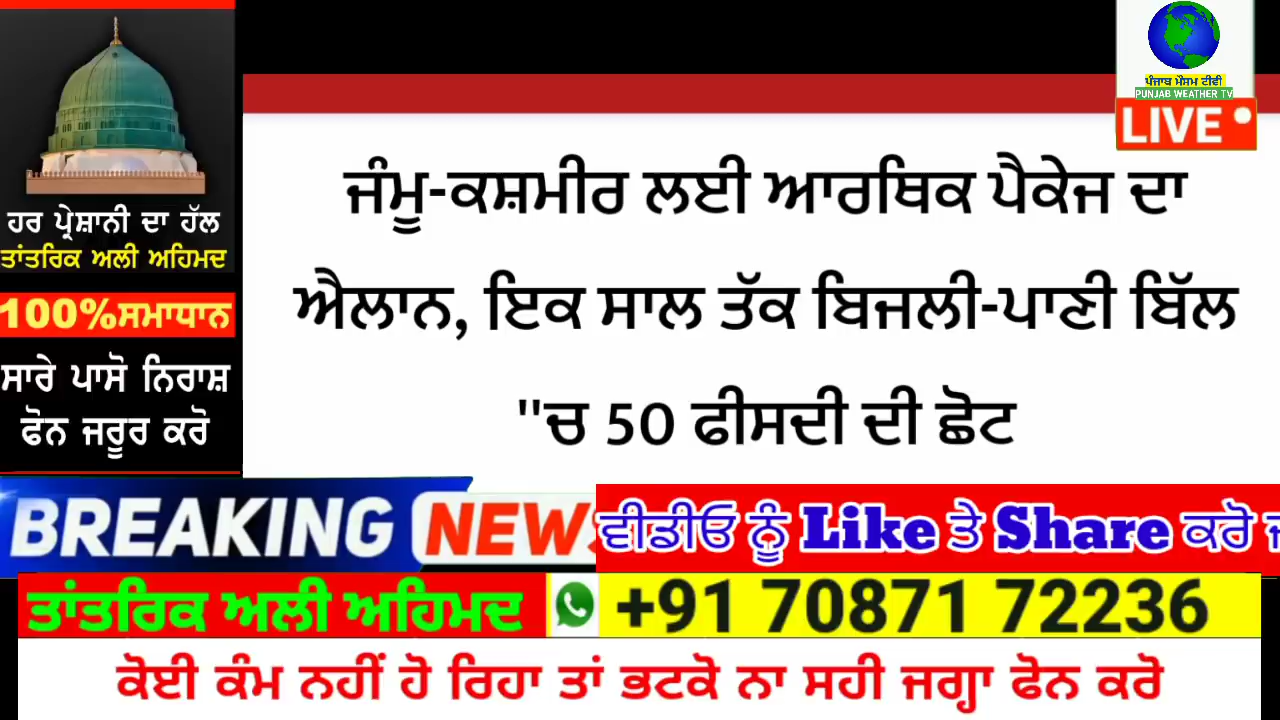 ਪੰਜਾਬ ਮੌਸਮ ਟੀਵੀ
PUNJAB WEATHER TV
LIVE
ਹਰ ਪ੍ਰੇਸ਼ਾਨੀ ਦਾ ਹੱਲ
ਤਾਂਤਰਿਕ ਅਲੀ ਅਹਿਮਦ
100%ਸਮਾਧਾਨ
ਸਾਰੇ ਪਾਸੋ ਨਿਰਾਸ਼
ਫੋਨ ਜਰੂਰ ਕਰੋ
ਜੰਮੂ-ਕਸ਼ਮੀਰ ਲਈ ਆਰਥਿਕ ਪੈਕੇਜ ਦਾ
ਐਲਾਨ, ਇਕ ਸਾਲ ਤੱਕ ਬਿਜਲੀ-ਪਾਣੀ ਬਿੱਲ
"ਚ 50 ਫੀਸਦੀ ਦੀ ਛੋਟ
BREAKING NEWS
ਵੀਡੀਓ ਨੂੰ Like ਤੇ Share ਕਰੋ
ਤਾਂਤਰਿਕ ਅਲੀ ਅਹਿਮਦ +91 70871 72236
ਕੋਈ ਕੰਮ ਨਹੀਂ ਹੋ ਰਿਹਾ ਤਾਂ ਭਟਕੋ ਨਾ ਸਹੀ ਜਗ੍ਹਾ ਫੋਨ ਕਰੋ